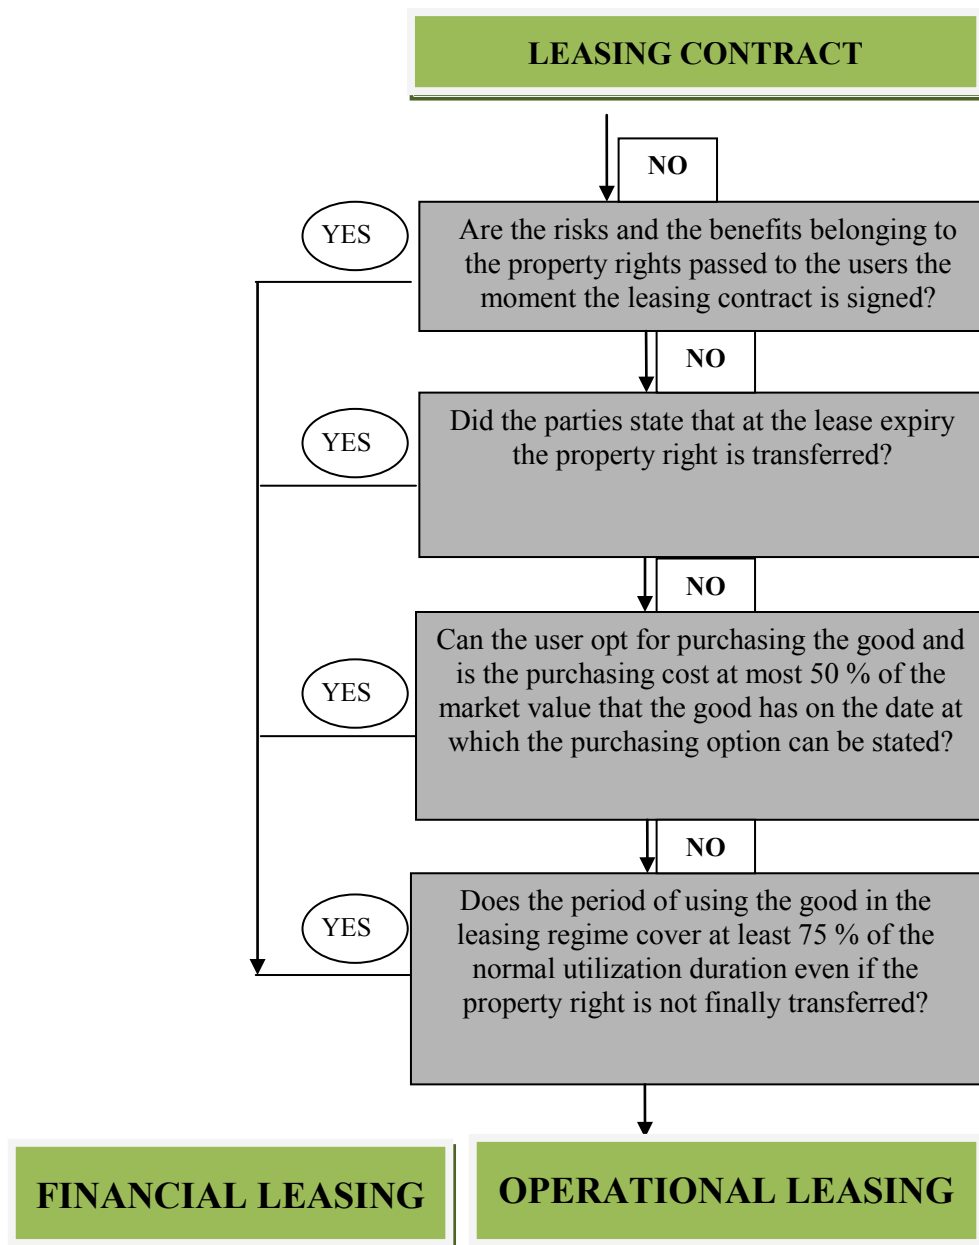 LEASING CONTRACT
NO
YES
Are the risks and the benefits belonging to
the property rights passed to the users the
moment the leasing contract is signed?
NO
YES
Did the parties state that at the lease expiry
the property right is transferred?
NO
YES
Can the user opt for purchasing the good and
is the purchasing cost at most 50 % of the
market value that the good has on the date at
which the purchasing option can be stated?
NO
YES
Does the period of using the good in the
leasing regime cover at least 75 % of the
normal utilization duration even if the
property right is not finally transferred?
FINANCIAL LEASING
OPERATIONAL LEASING